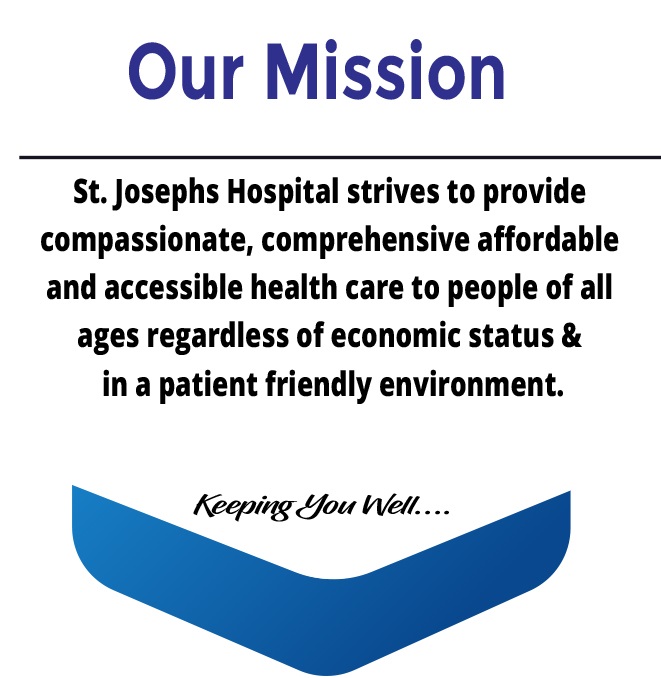 Our Mission
St. Josephs Hospital strives to provide
compassionate, comprehensive affordable
and accessible health care to people of all
ages regardless of economic status &
in a patient friendly environment.
Keeping You Well....